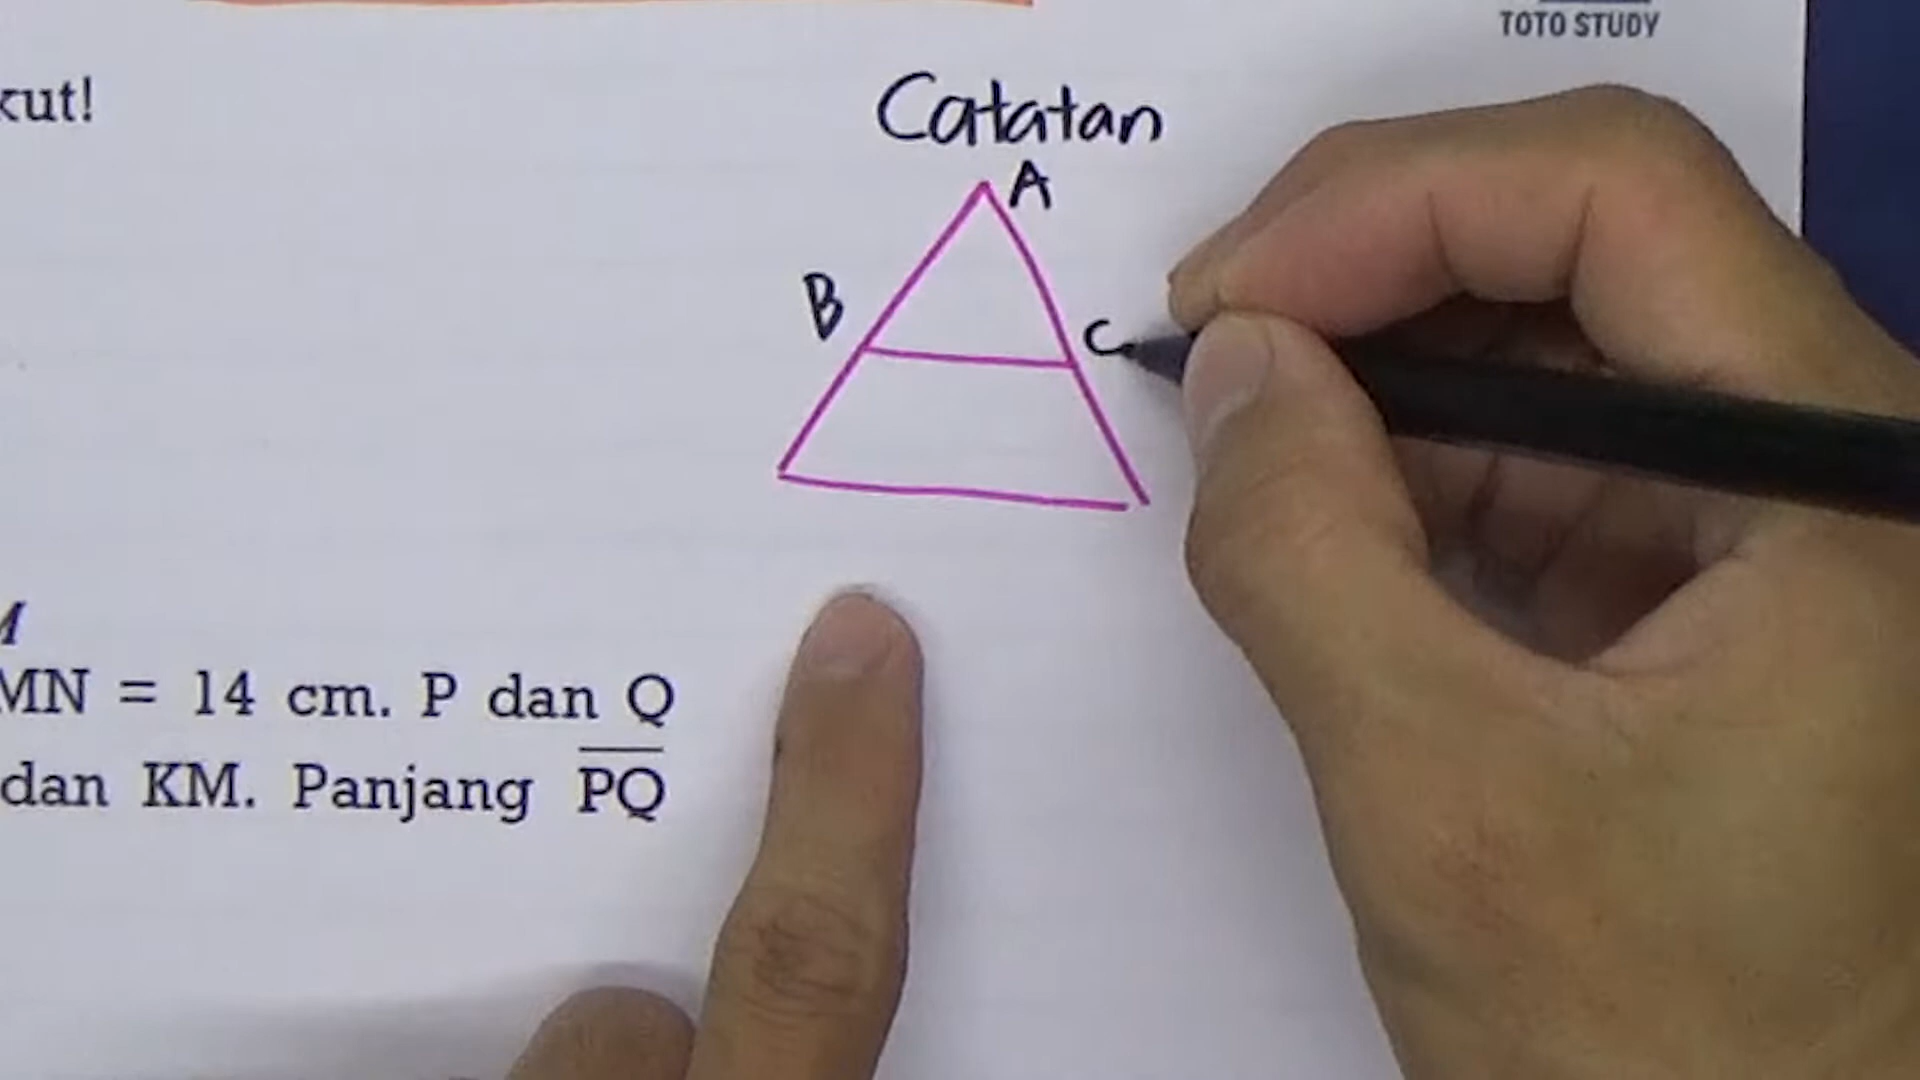 TOTO STUDY
kut!
Catatan
A
B
C
M
MN = 14 cm. P dan Q
dan KM. Panjang PQ